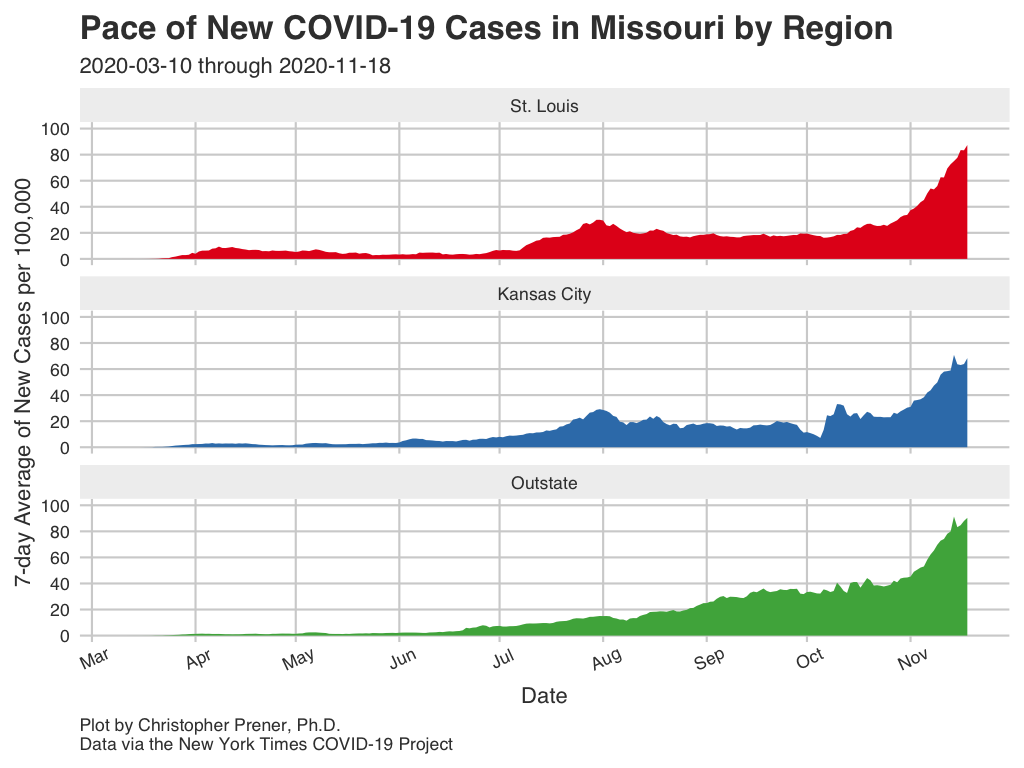 Pace of New COVID-19 Cases in Missouri by Region
2020-03-10 through 2020-11-18
7-day Average of New Cases per 100,000
St. Louis
100
80
60
40
20
0
Kansas City
100
80
60
40
20
0
Outstate
100
80
60
40
20
0
Mar Apr May Jun Jul Aug Sep Oct Nov
Date
Plot by Christopher Prener, Ph.D.
Data via the New York Times COVID-19 Project